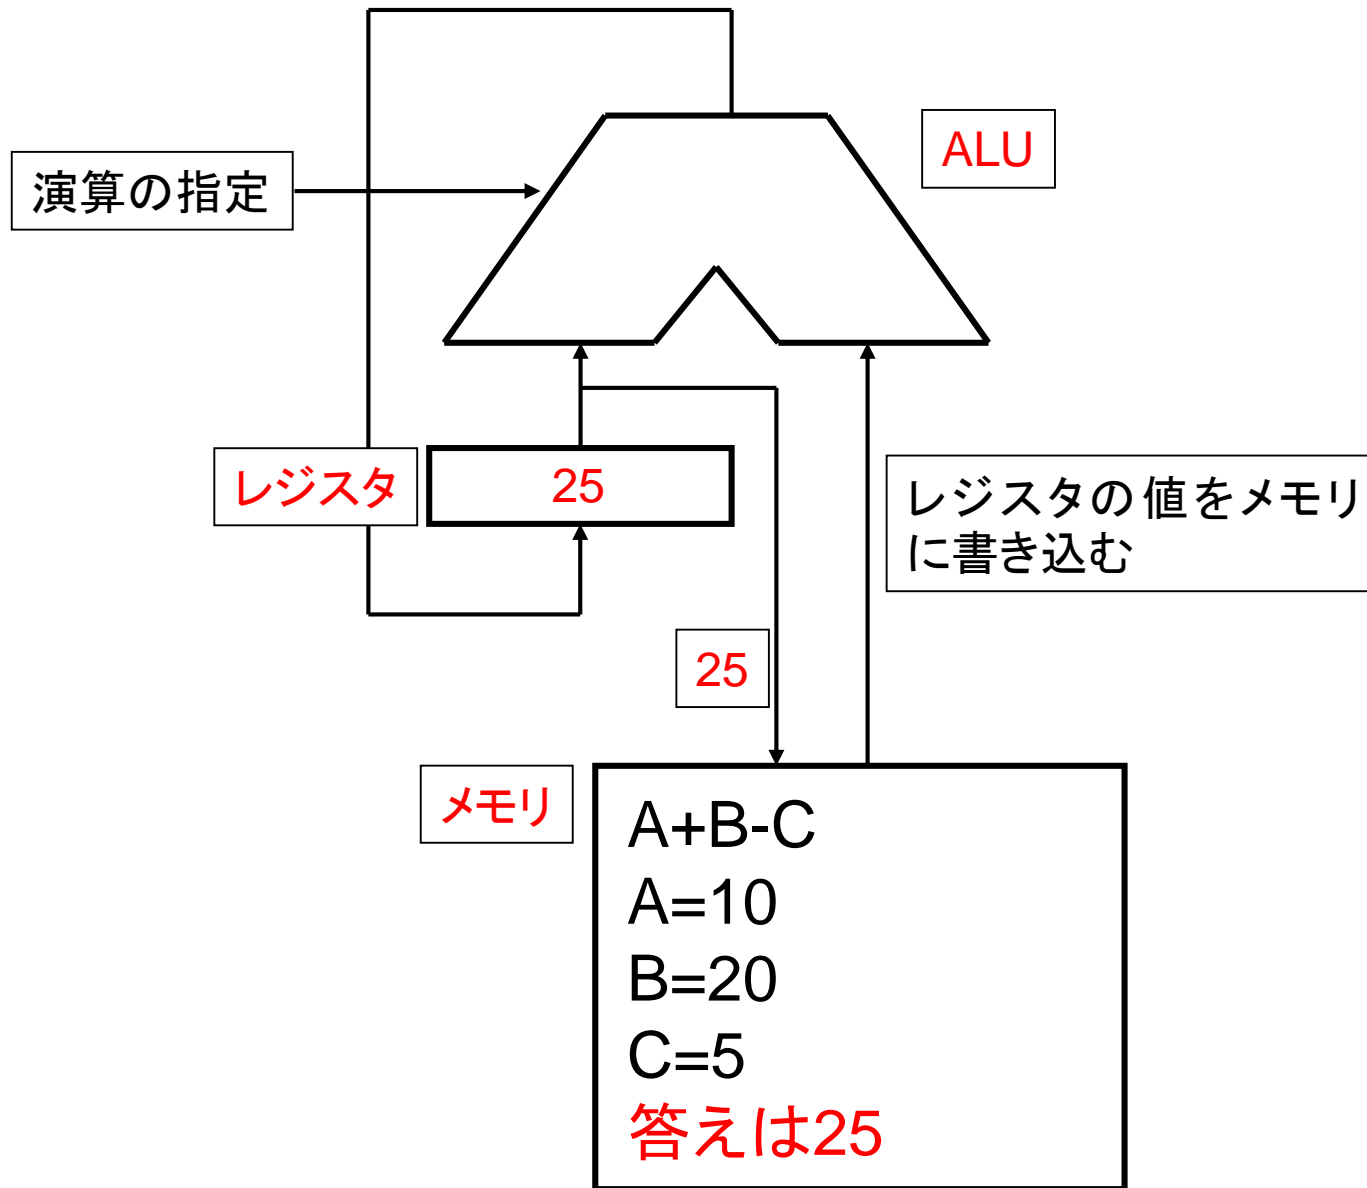 ALU
演算の指定
レジスタ
25
レジスタの値をメモリ
に書き込む
25
メモリ
A+B-C
A=10
B=20
C=5
答えは25